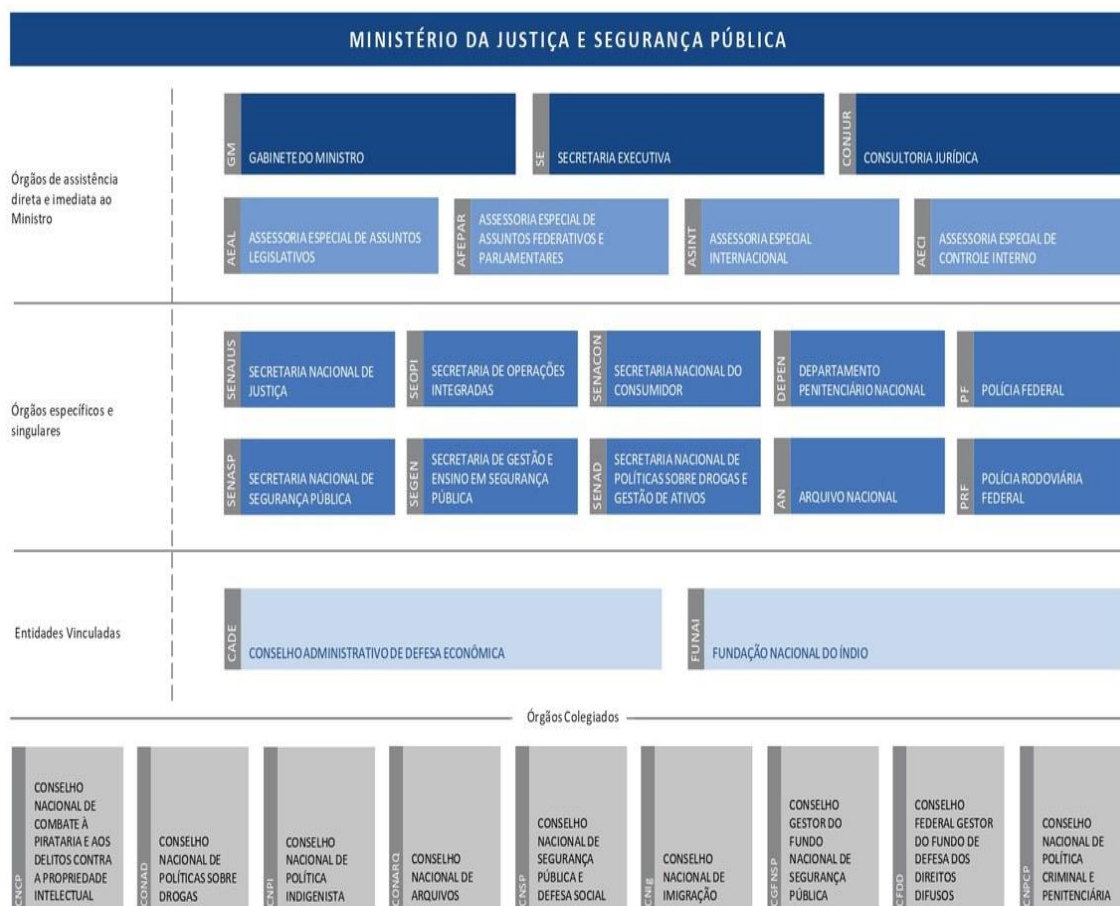 MINISTÉRIO DA JUSTIÇA E SEGURANÇA PÚBLICA
Órgãos de assistência
direta e imediata ao
Ministro
GM
GABINETE DO MINISTRO
SE
SECRETARIA EXECUTIVA
CONJUR
CONSULTORIA JURÍDICA
AEAL
ASSESSORIA ESPECIAL DE ASSUNTOS
LEGISLATIVOS
AFEPAR
ASSESSORIA ESPECIAL DE
ASSUNTOS FEDERATIVOS E
PARLAMENTARES
ASINT
ASSESSORIA ESPECIAL
INTERNACIONAL
AECI
ASSESSORIA ESPECIAL DE
CONTROLE INTERNO
Órgãos específicos e
singulares
SENAJUS
SECRETARIA NACIONAL DE
JUSTIÇA
SEOPI
SECRETARIA DE OPERAÇÕES
INTEGRADAS
SENACON
SECRETARIA NACIONAL DO
CONSUMIDOR
DEPEN
DEPARTAMENTO
PENITENCIÁRIO NACIONAL
PF
POLÍCIA FEDERAL
SENASP
SECRETARIA NACIONAL DE
SEGURANÇA PÚBLICA
SEGEN
SECRETARIA DE GESTÃO E
ENSINO EM SEGURANÇA
PÚBLICA
SENAD
SECRETARIA NACIONAL DE
POLÍTICAS SOBRE DROGAS E
GESTÃO DE ATIVOS
AN
ARQUIVO NACIONAL
PRF
POLÍCIA RODOVIÁRIA
FEDERAL
Entidades Vinculadas
CADE
CONSELHO ADMINISTRATIVO DE DEFESA ECONÔMICA
FUNAI
FUNDAÇÃO NACIONAL DO ÍNDIO
Órgãos Colegiados
CNCP
CONSELHO
NACIONAL DE
COMBATE À
PIRATARIA E AOS
DELITOS CONTRA
A PROPRIEDADE
INTELECTUAL
CONAD
CONSELHO
NACIONAL DE
POLÍTICAS SOBRE
DROGAS
CNPI
CONSELHO
NACIONAL DE
POLÍTICA
INDIGENISTA
CONARQ
CONSELHO
NACIONAL DE
ARQUIVOS
CNSP
CONSELHO
NACIONAL DE
SEGURANÇA
PÚBLICA E
DEFESA SOCIAL
CNIg
CONSELHO
NACIONAL DE
IMIGRAÇÃO
CGFNSP
CONSELHO
GESTOR DO
FUNDO
NACIONAL DE
SEGURANÇA
PÚBLICA
CFDD
CONSELHO
FEDERAL GESTOR
DO FUNDO DE
DEFESA DOS
DIREITOS
DIFUSOS
CNPCP
CONSELHO
NACIONAL DE
POLÍTICA
CRIMINAL E
PENITENCIÁRIA